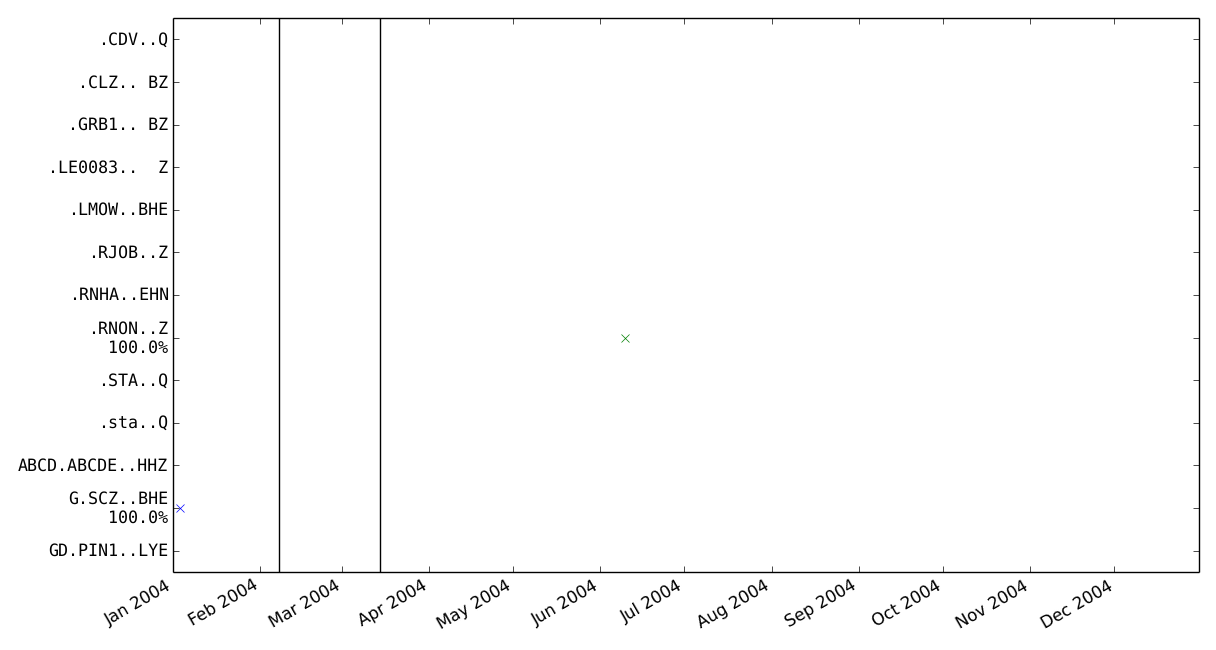 .CDV..Q
.CLZ.. BZ
.GRB1.. BZ
.LE0083..  Z
.LMOW..BHE
.RJOB..Z
.RNHA..EHN
.RNON..Z
100.0%
.STA..Q
.sta..Q
ABCD.ABCDE..HHZ
G.SCZ..BHE
100.0%
GD.PIN1..LYE
Jan 2004
Feb 2004
Mar 2004
Apr 2004
May 2004
Jun 2004
Jul 2004
Aug 2004
Sep 2004
Oct 2004
Nov 2004
Dec 2004